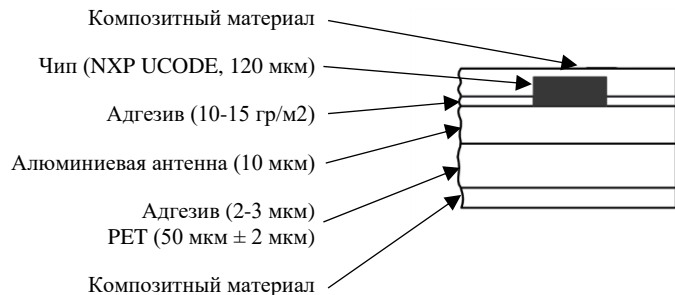 Композитный материал
Чип (NXP UCODE, 120 мкм)
Адгезив (10-15 гр/м2)
Алюминиевая антенна (10 мкм)
Адгезив (2-3 мкм)
PET (50 мкм ± 2 мкм)
Композитный материал